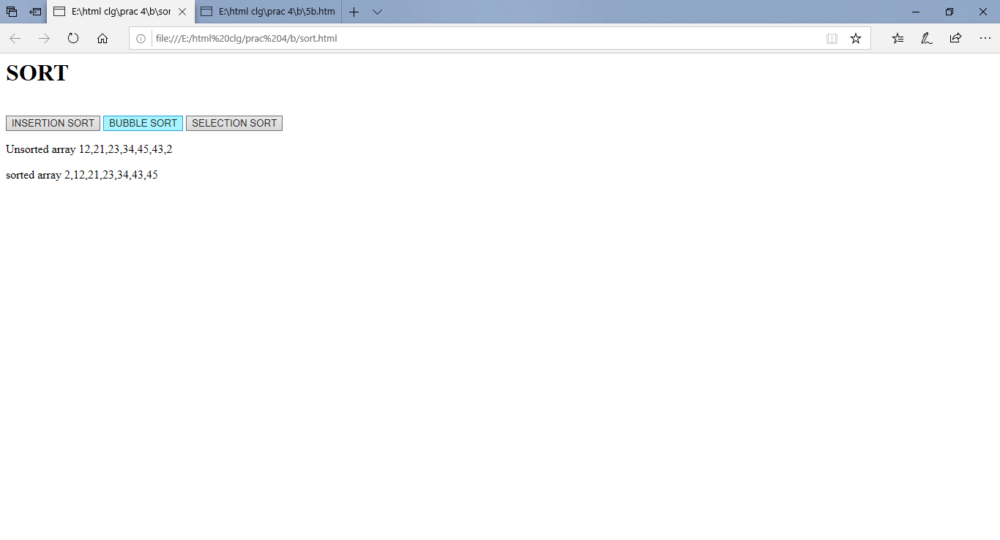 E:\html clg\prac 4\b\sor
E:\html clg\prac 4\b\5b.htm
file:///E:/html%20clg/prac%204/b/sort.html
SORT
INSERTION SORT BUBBLE SORT SELECTION SORT
Unsorted array 12,21,23,34,45,43,2
sorted array 2,12,21,23,34,43,45